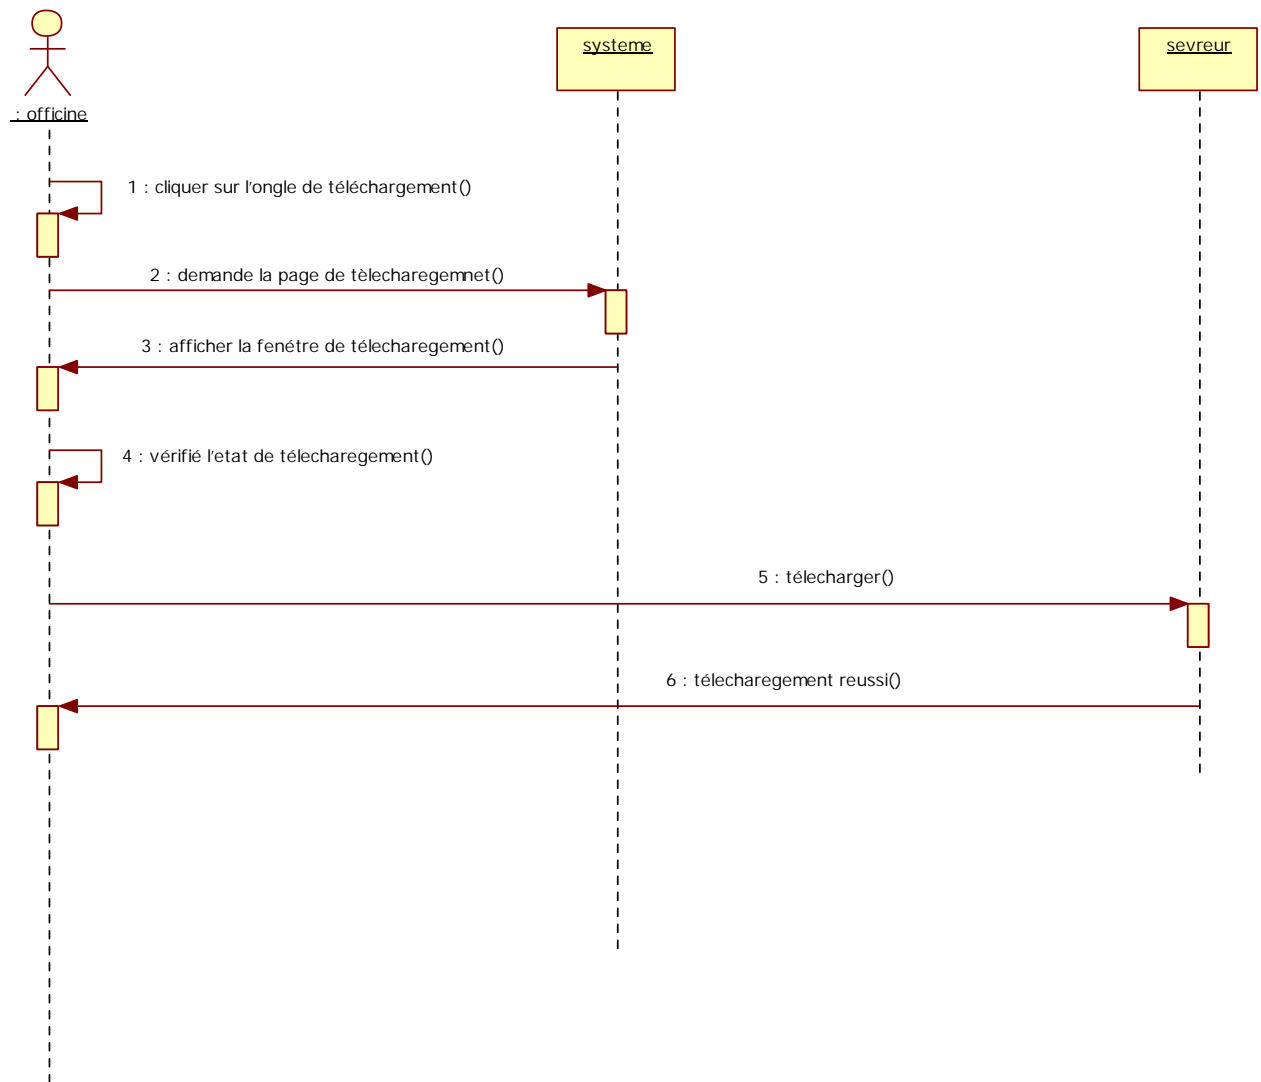 systeme
sevreur
: officine
1 : cliquer sur l'ongle de téléchargement()
2 : demande la page de tèlecharegemnet()
3 : afficher la fenétre de télecharegement()
4 : vérifié l'etat de télecharegement()
5 : télecharger()
6 : télecharegement reussi()